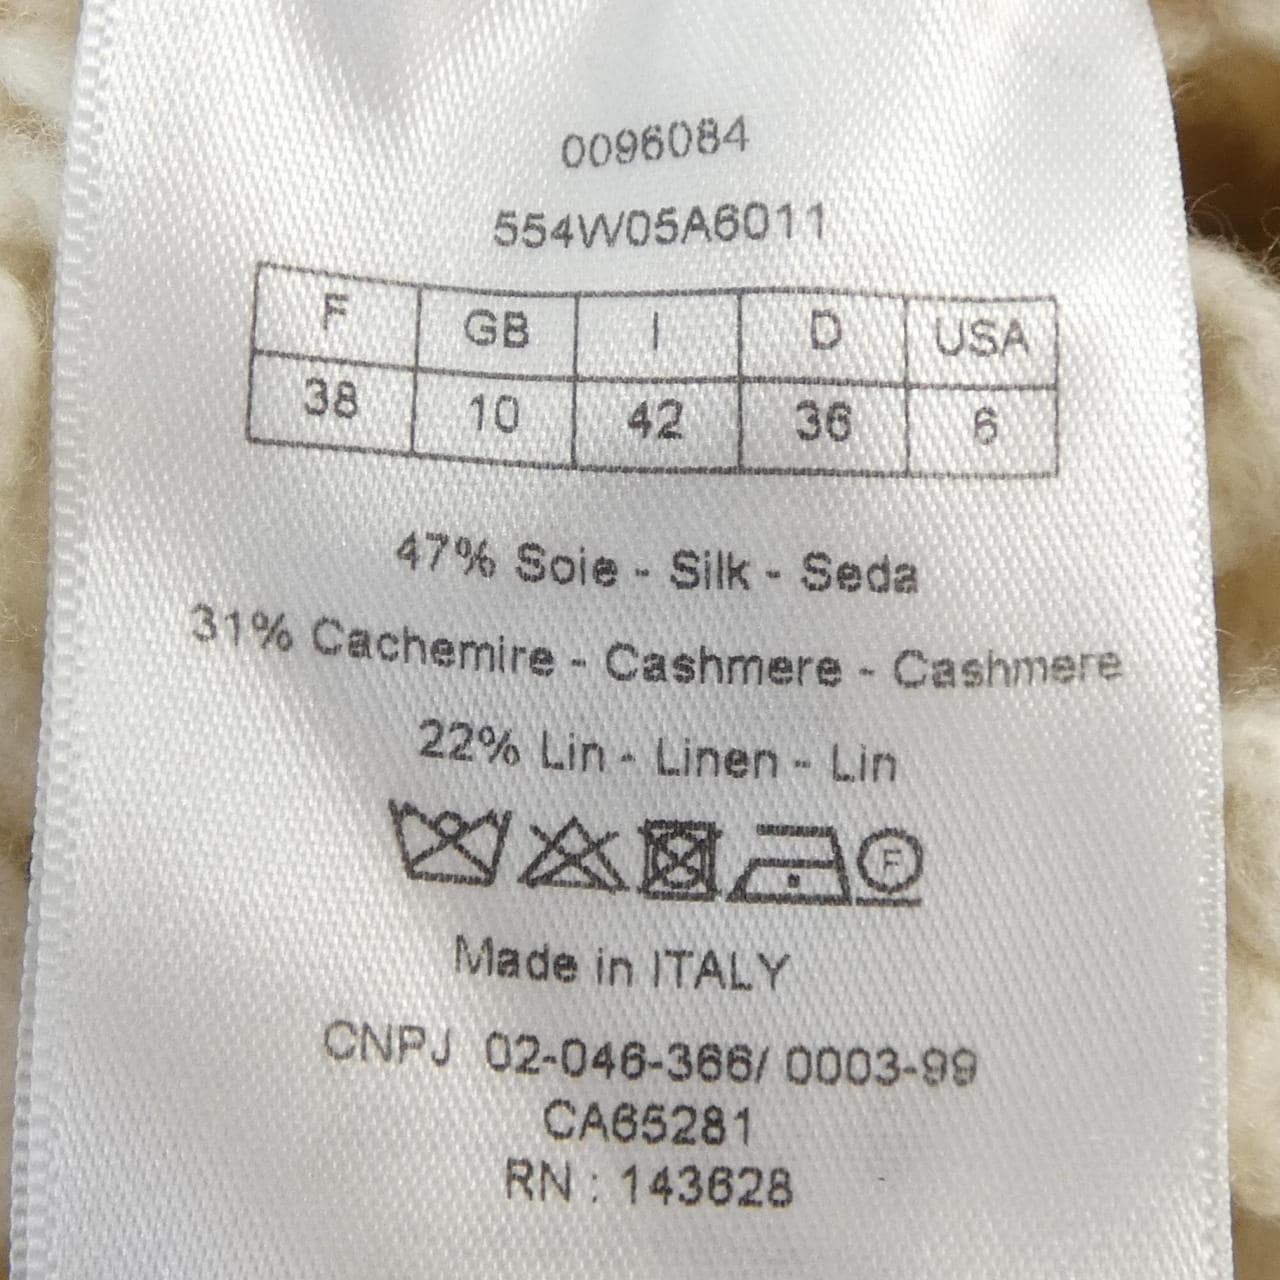 0096084
554W05A6011
F GB I D USA
38 10 42 36 6
47% Soie - Silk - Seda
31% Cachemire - Cashmere - Cashmere
22% Lin - Linen - Lin
F
Made in ITALY
CNPJ 02-046-366/ 0003-99
CA65281
RN : 143628